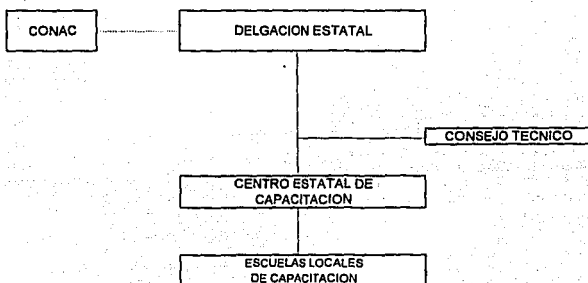 CONAC
DELGACION ESTATAL
CONSEJO TECNICO
CENTRO ESTATAL DE
CAPACITACION
ESCUELAS LOCALES
DE CAPACITACION